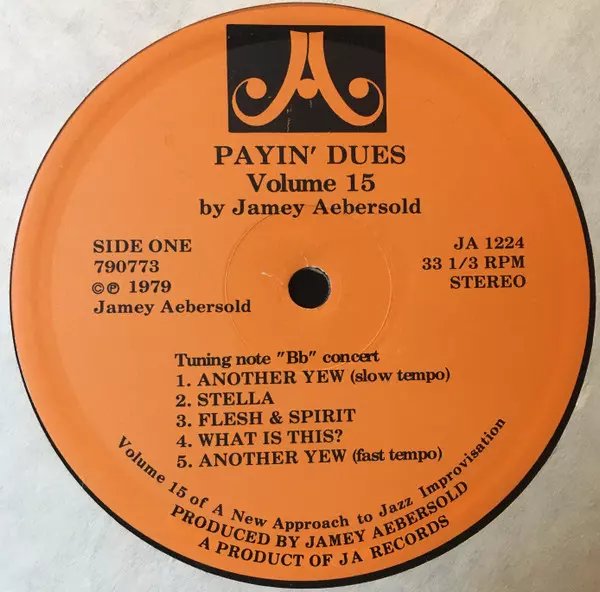 PAYIN' DUES
Volume 15
by Jamey Aebersold
SIDE ONE
790773
© ℗ 1979
Jamey Aebersold
JA 1224
33 1/3 RPM
STEREO
Tuning note "Bb" concert
1. ANOTHER YEW (slow tempo)
2. STELLA
3. FLESH & SPIRIT
4. WHAT IS THIS?
5. ANOTHER YEW (fast tempo)
Volume 15 of A New Approach to Jazz Improvisation
PRODUCED BY JAMEY AEBERSOLD
A PRODUCT OF JA RECORDS